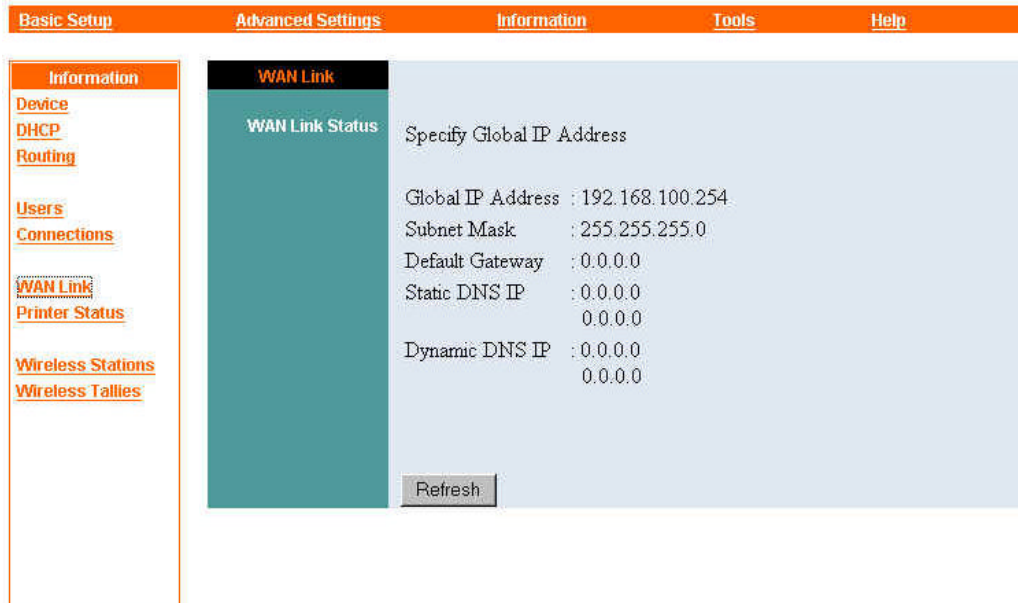 Basic Setup Advanced Settings Information Tools Help
Information
Device
DHCP
Routing
Users
Connections
WAN Link
Printer Status
Wireless Stations
Wireless Tallies
WAN Link
WAN Link Status
Specify Global IP Address
Global IP Address : 192.168.100.254
Subnet Mask : 255.255.255.0
Default Gateway : 0.0.0.0
Static DNS IP : 0.0.0.0
0.0.0.0
Dynamic DNS IP : 0.0.0.0
0.0.0.0
Refresh